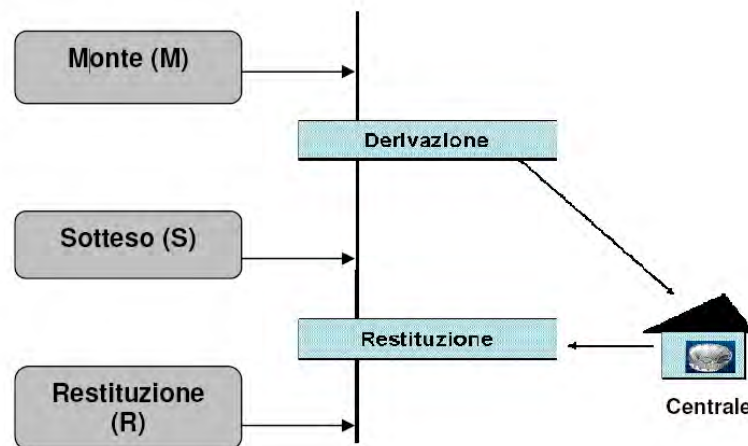 Monte (M)
Derivazione
Sotteso (S)
Restituzione
Restituzione
(R)
Centrale